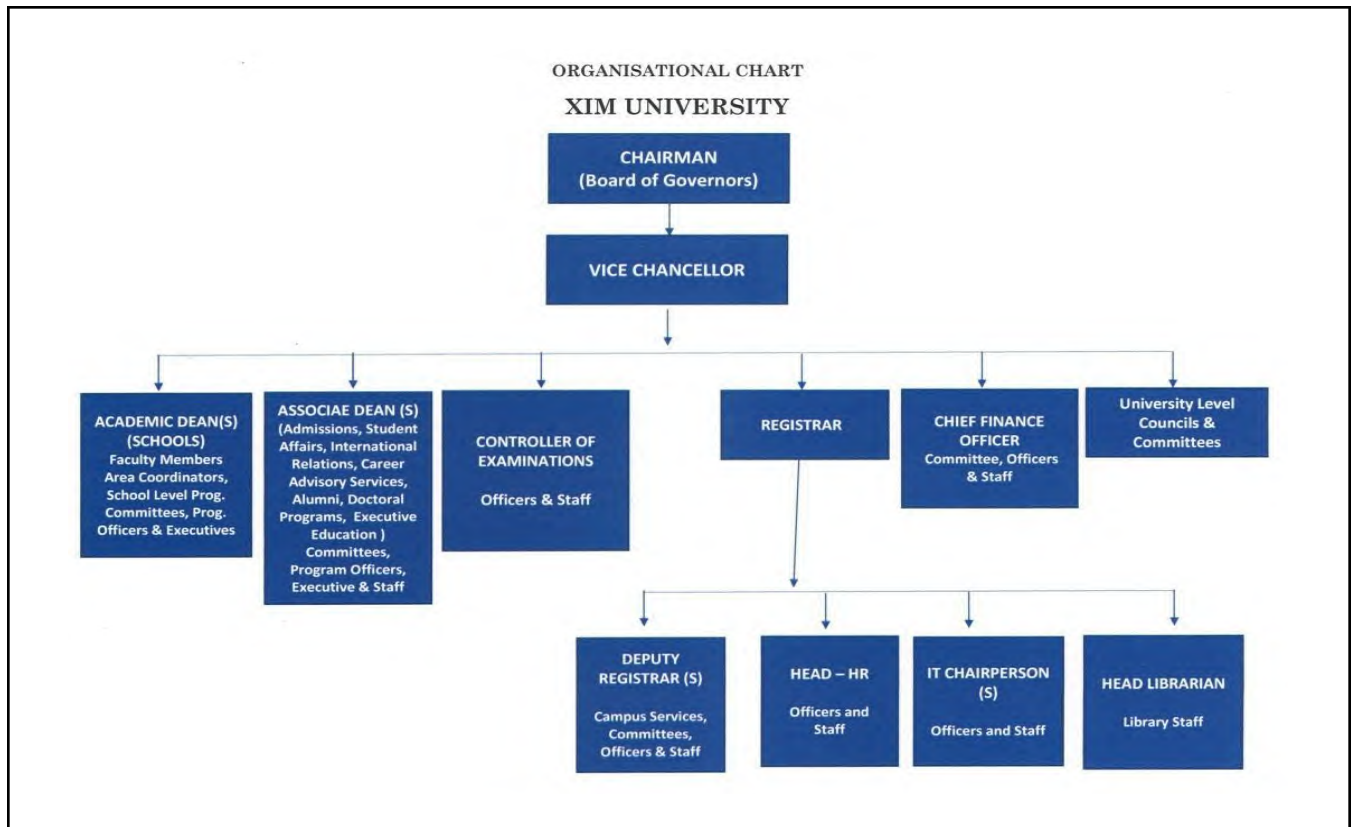 ORGANISATIONAL CHART
XIM UNIVERSITY
CHAIRMAN
(Board of Governors)
VICE CHANCELLOR
ACADEMIC DEAN(S)
(SCHOOLS)
Faculty Members
Area Coordinators,
School Level Prog.
Committees, Prog.
Officers & Executives
ASSOCIAE DEAN (S)
(Admissions, Student
Affairs, International
Relations, Career
Advisory Services,
Alumni, Doctoral
Programs, Executive
Education )
Committees,
Program Officers,
Executive & Staff
CONTROLLER OF
EXAMINATIONS
Officers & Staff
REGISTRAR
CHIEF FINANCE
OFFICER
Committee, Officers
& Staff
University Level
Councils &
Committees
DEPUTY
REGISTRAR (S)
Campus Services,
Committees,
Officers & Staff
HEAD – HR
Officers and
Staff
IT CHAIRPERSON
(S)
Officers and Staff
HEAD LIBRARIAN
Library Staff